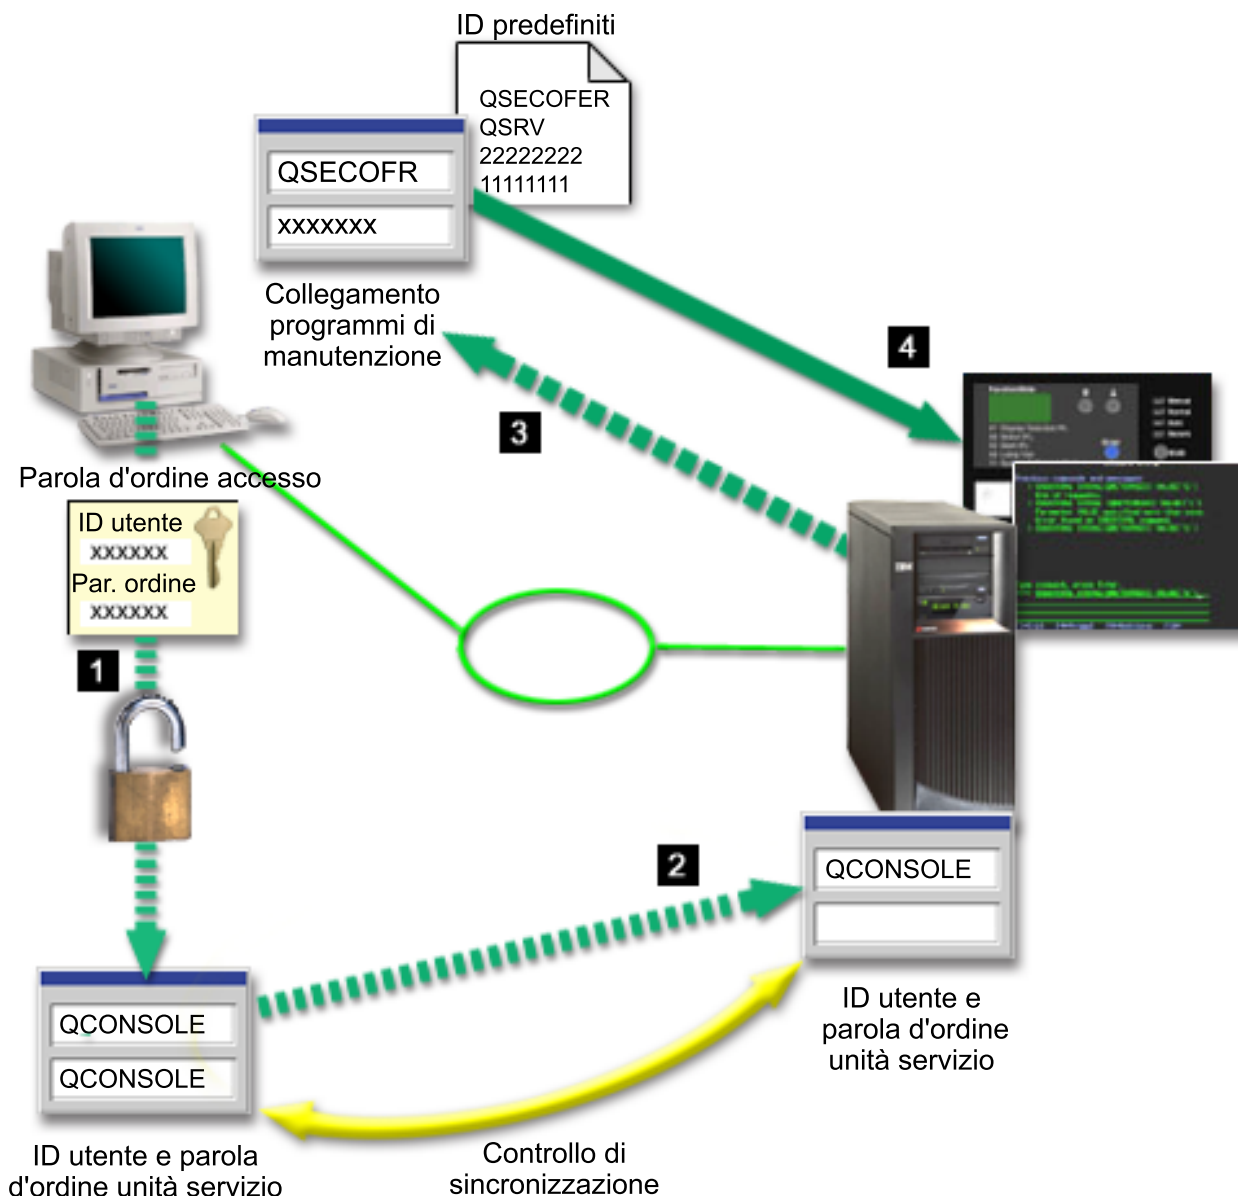 ID predefiniti
QSECOFER
QSRV
22222222
11111111
QSECOFR
xxxxxxx
Collegamento
programmi di
manutenzione
4
3
Parola d'ordine accesso
ID utente
xxxxxx
Par. ordine
xxxxxx
1
IBM
2
QCONSOLE
ID utente e
parola d'ordine
unità servizio
QCONSOLE
QCONSOLE
ID utente e parola
d'ordine unità servizio
Controllo di
sincronizzazione